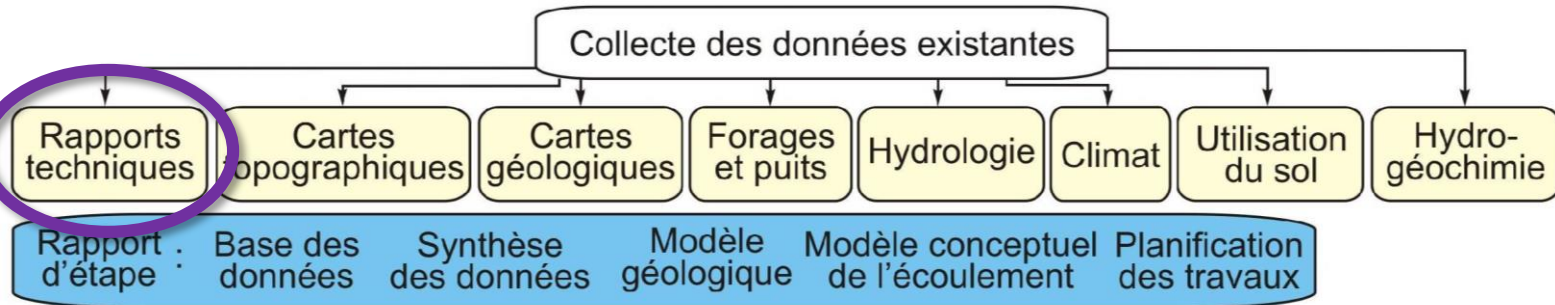 Collecte des données existantes
Rapports
techniques
Cartes
topographiques
Cartes
géologiques
Forages
et puits
Hydrologie
Climat
Utilisation
du sol
Hydro-
géochimie
Rapport
d'étape :
Base des
données
Synthèse
des données
Modèle
géologique
Modèle conceptuel
de l'écoulement
Planification
des travaux